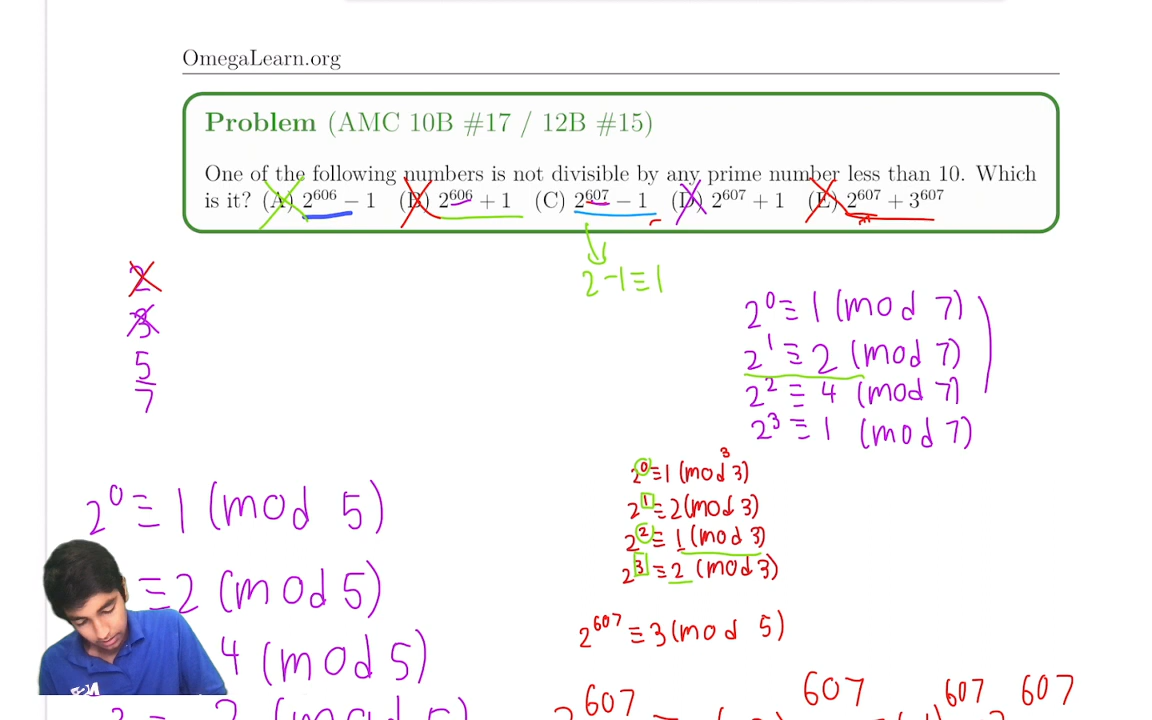 OmegaLearn.org
Problem (AMC 10B #17 / 12B #15)
One of the following numbers is not divisible by any prime number less than 10. Which
is it? (A) 2^606 − 1 (B) 2^606 + 1 (C) 2^607 − 1 (D) 2^607 + 1 (E) 2^607 + 3^607
2-1≡1
2
3
5
7
2^0≡1 (mod 7)
2^1≡2 (mod 7)
2^2≡4 (mod 7)
2^3≡1 (mod 7)
3
2^0≡1 (mod 3)
2^1≡2 (mod 3)
2^2≡1 (mod 3)
2^3≡2 (mod 3)
2^0≡1 (mod 5)
≡2 (mod 5)
4 (mod 5)
2^607≡3 (mod 5)
607 607 607 607